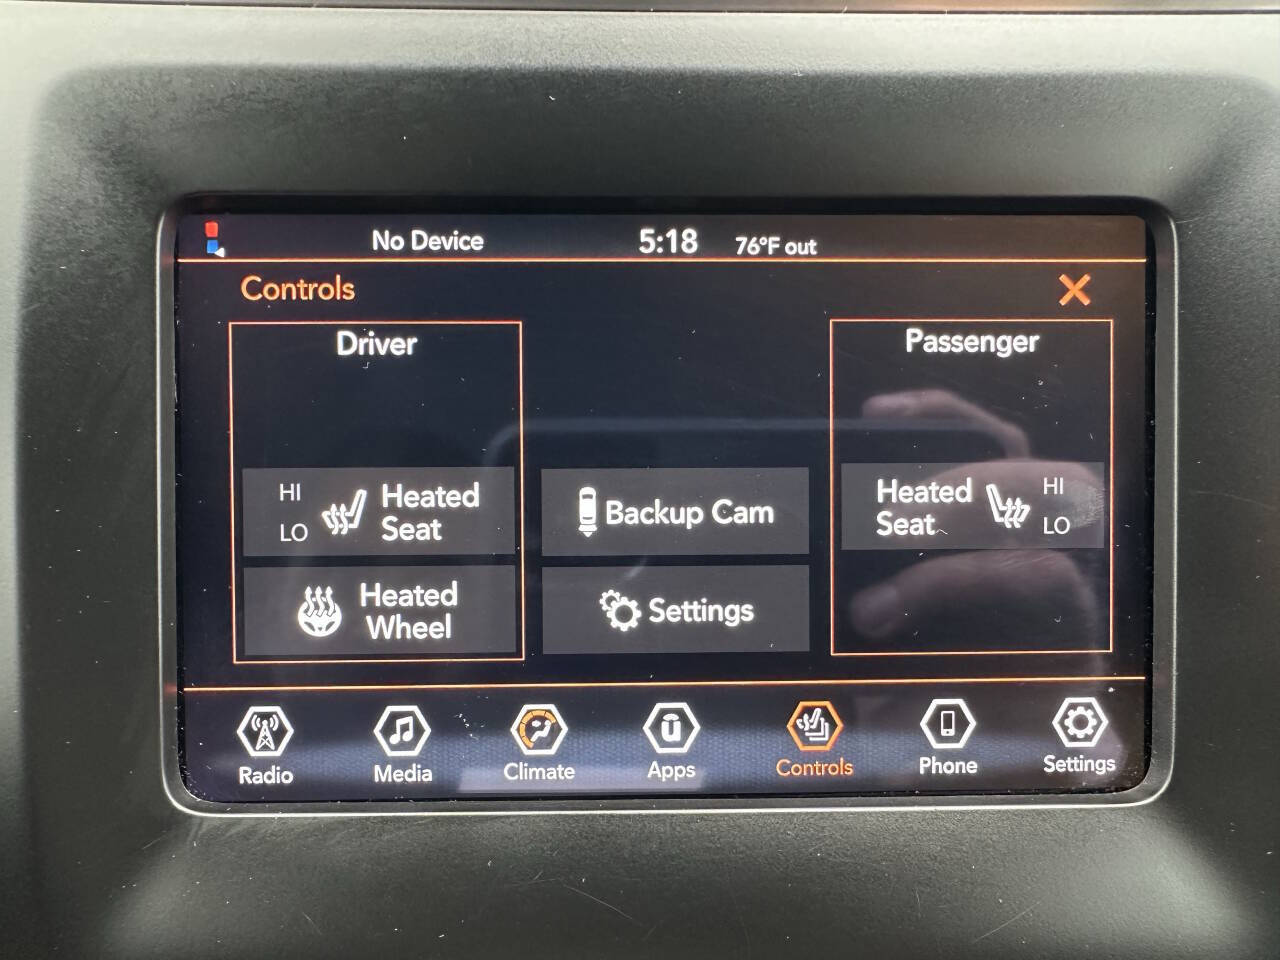 No Device 5:18 76°F out
Controls
Driver
Passenger
HI
LO
Heated
Seat
Backup Cam
Heated
Seat
HI
LO
Heated
Wheel
Settings
Radio
Media
Climate
Apps
Controls
Phone
Settings